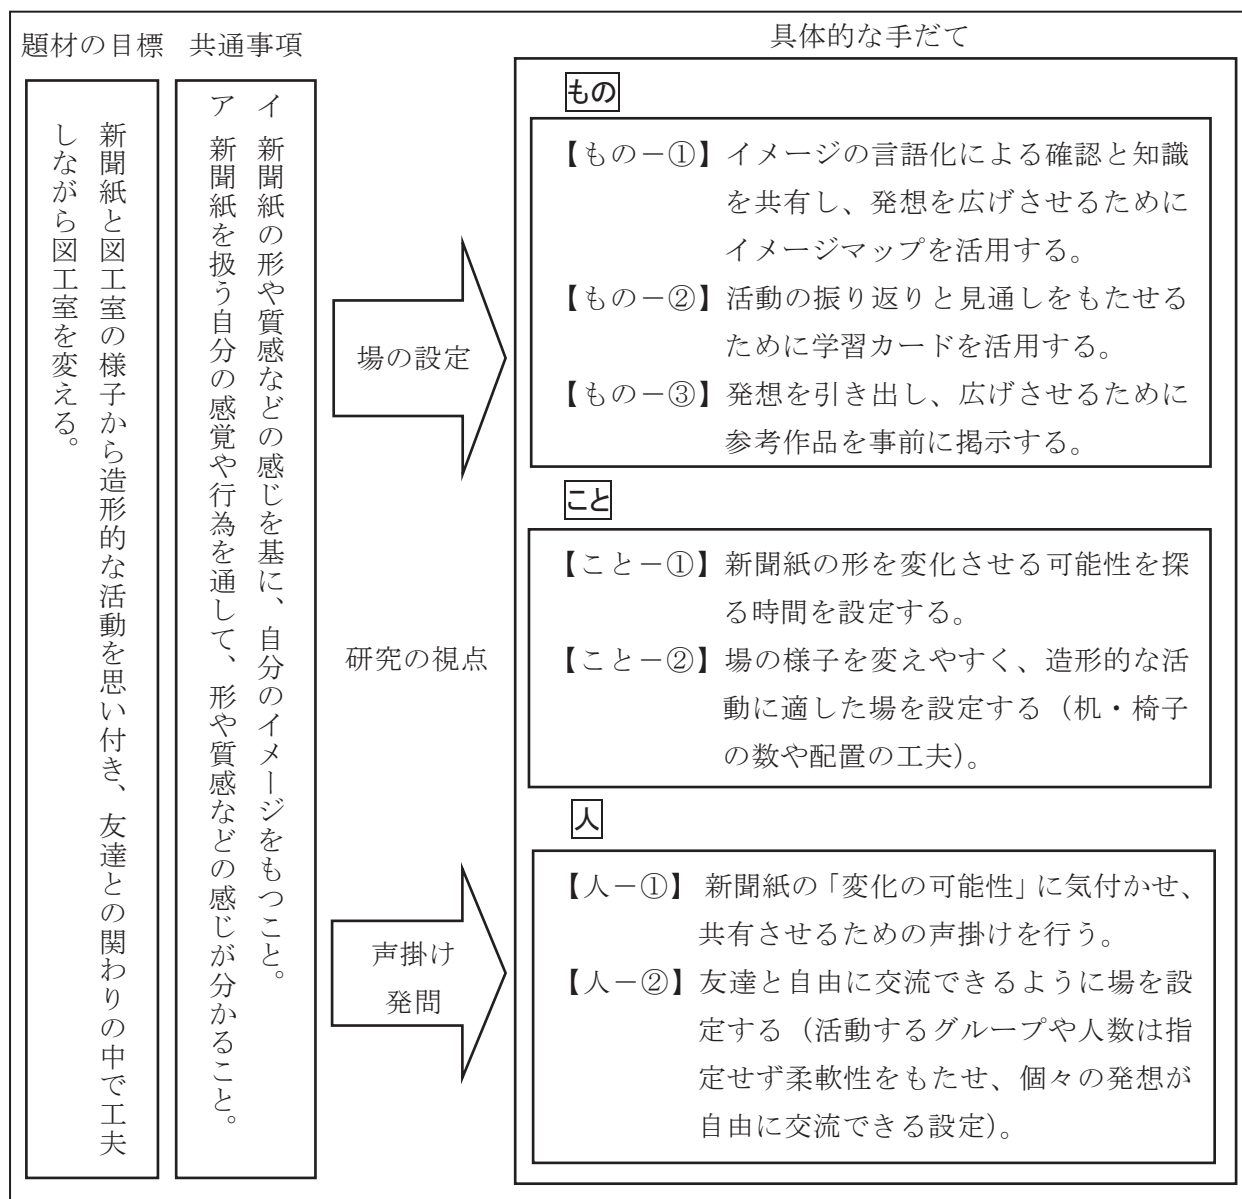 題材の目標
新聞紙と図工室の様子から造形的な活動を思い付き、友達との関わりの中で工夫
しながら図工室を変える。
共通事項
イ 新聞紙の形や質感などの感じを基に、自分のイメージをもつこと。
ア 新聞紙を扱う自分の感覚や行為を通して、形や質感などの感じが分かること。
場の設定
研究の視点
声掛け
発問
具体的な手だて
もの
【もの－①】イメージの言語化による確認と知識
を共有し、発想を広げさせるために
イメージマップを活用する。
【もの－②】活動の振り返りと見通しをもたせる
ために学習カードを活用する。
【もの－③】発想を引き出し、広げさせるために
参考作品を事前に掲示する。
こと
【こと－①】新聞紙の形を変化させる可能性を探
る時間を設定する。
【こと－②】場の様子を変えやすく、造形的な活
動に適した場を設定する（机・椅子
の数や配置の工夫）。
人
【人－①】 新聞紙の「変化の可能性」に気付かせ、
共有させるための声掛けを行う。
【人－②】友達と自由に交流できるように場を設
定する（活動するグループや人数は指
定せず柔軟性をもたせ、個々の発想が
自由に交流できる設定）。